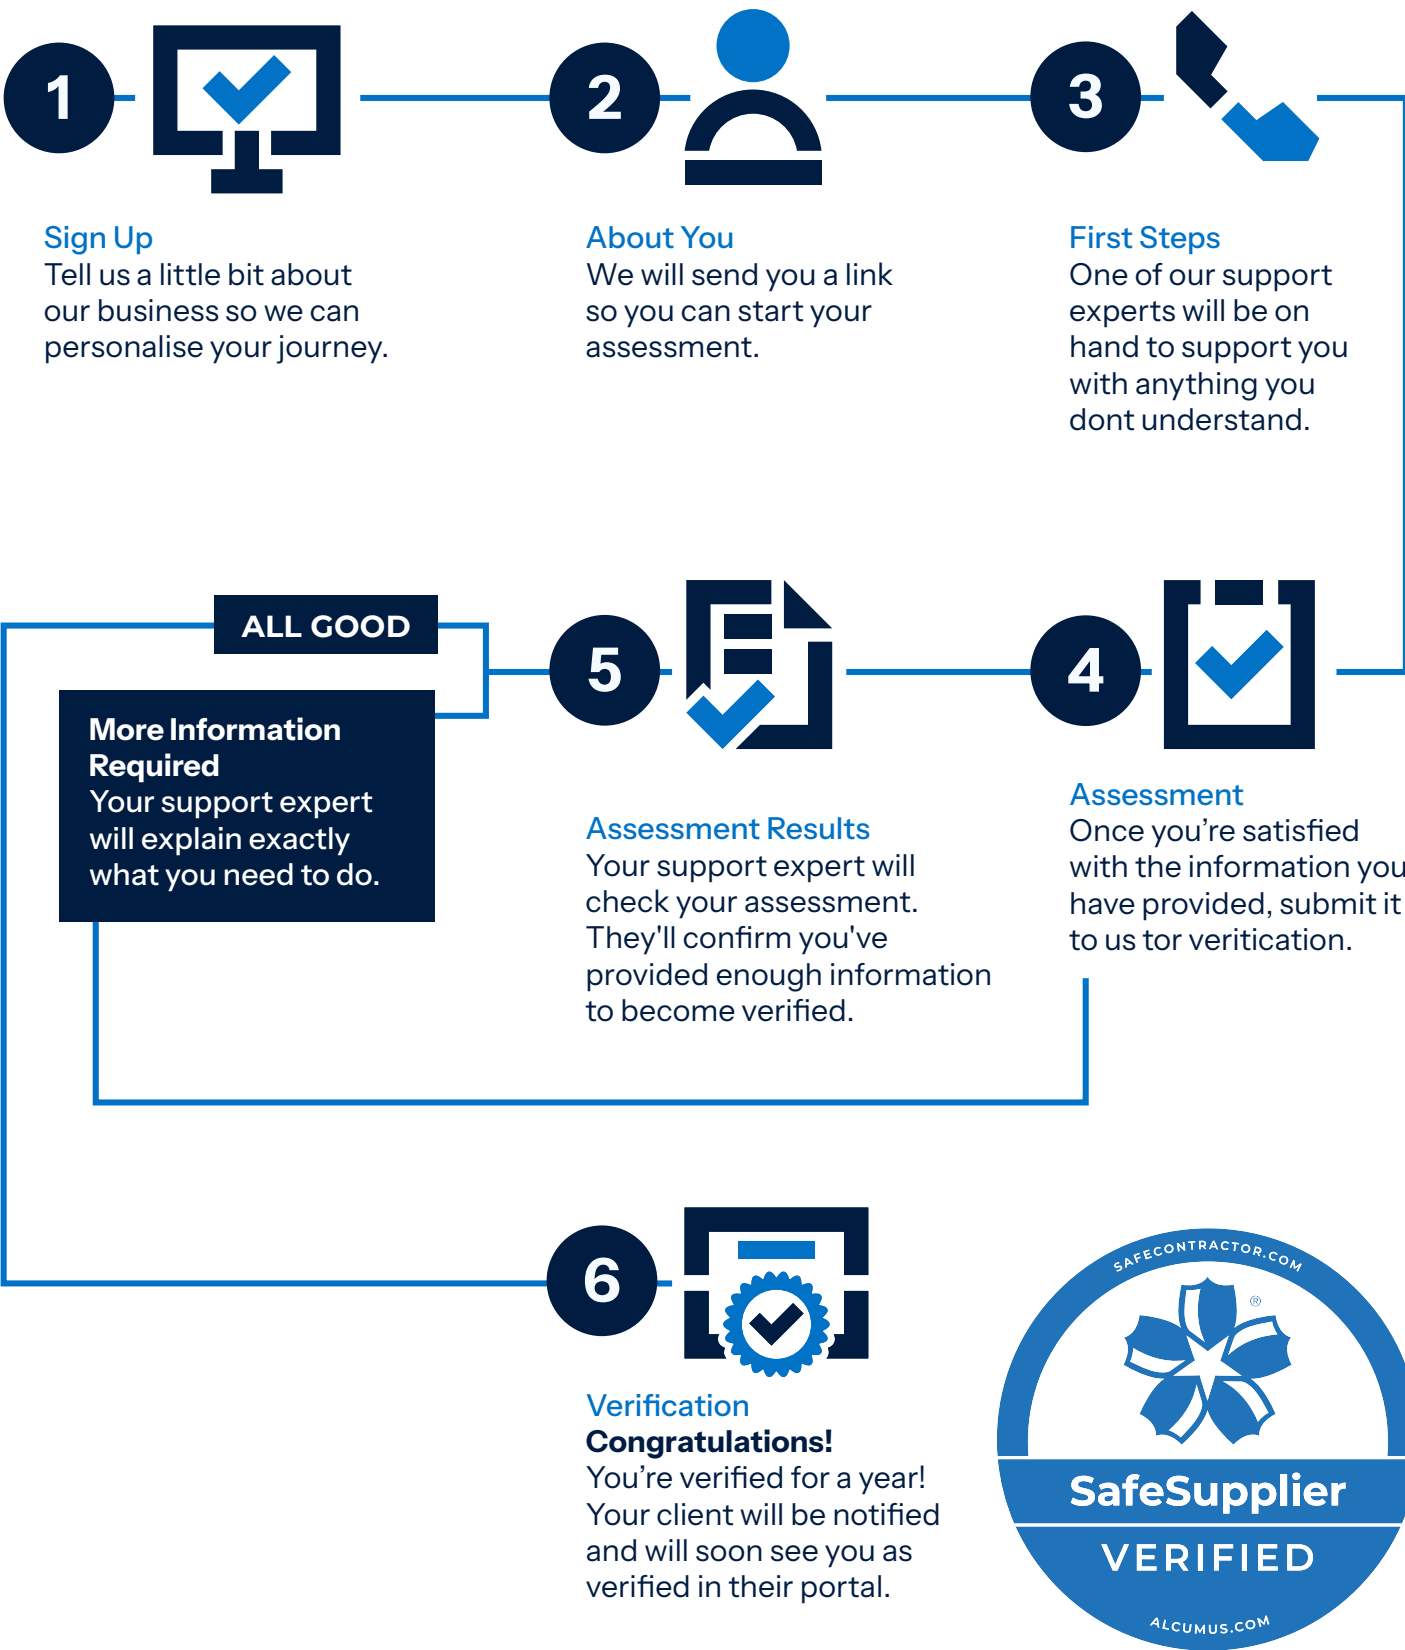 1
2
3
Sign Up
Tell us a little bit about
our business so we can
personalise your journey.
About You
We will send you a link
so you can start your
assessment.
First Steps
One of our support
experts will be on
hand to support you
with anything you
dont understand.
4
Assessment
Once you’re satisfied
with the information you
have provided, submit it
to us tor veritication.
5
Assessment Results
Your support expert will
check your assessment.
They'll confirm you've
provided enough information
to become verified.
ALL GOOD
More Information
Required
Your support expert
will explain exactly
what you need to do.
6
Verification
Congratulations!
You’re verified for a year!
Your client will be notified
and will soon see you as
verified in their portal.
SAFECONTRACTOR.COM
®
SafeSupplier
VERIFIED
ALCUMUS.COM